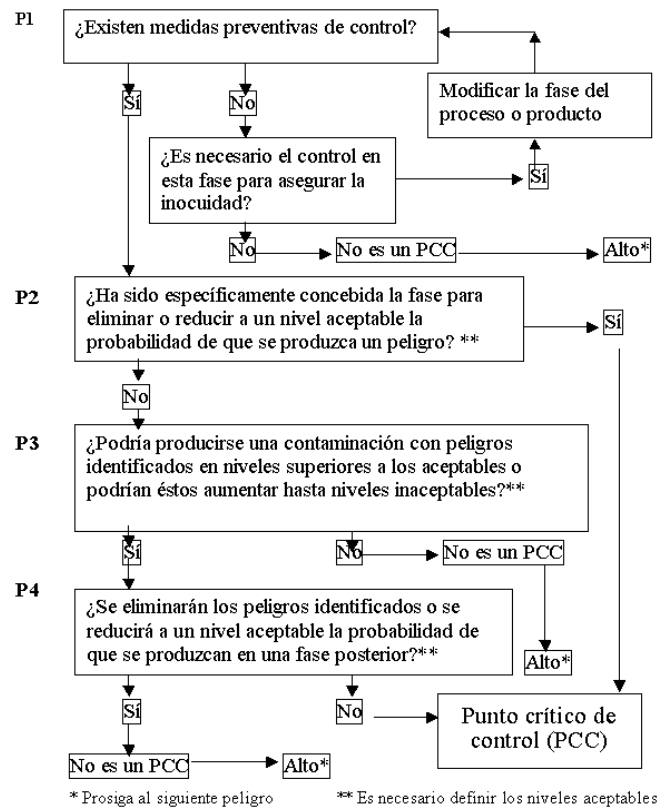 P1
¿Existen medidas preventivas de control?
Sí
No
Modificar la fase del
proceso o producto
¿Es necesario el control en
esta fase para asegurar la
inocuidad?
Sí
No
No es un PCC
Alto*
P2
¿Ha sido específicamente concebida la fase para
eliminar o reducir a un nivel aceptable la
probabilidad de que se produzca un peligro? **
Sí
No
P3
¿Podría producirse una contaminación con peligros
identificados en niveles superiores a los aceptables o
podrían éstos aumentar hasta niveles inaceptables?**
Sí
No
No es un PCC
Alto*
P4
¿Se eliminarán los peligros identificados o se
reducirá a un nivel aceptable la probabilidad de
que se produzcan en una fase posterior?**
Sí
No
Punto crítico de
control (PCC)
No es un PCC
Alto*
* Prosiga al siguiente peligro
** Es necesario definir los niveles aceptables